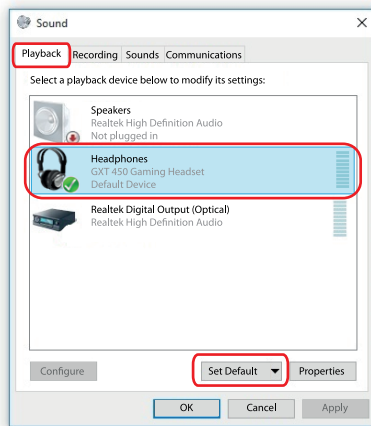 Sound
Playback Recording Sounds Communications
Select a playback device below to modify its settings:
Speakers
Realtek High Definition Audio
Not plugged in
Headphones
GXT 450 Gaming Headset
Default Device
Realtek Digital Output (Optical)
Realtek High Definition Audio
Configure Set Default Properties
OK Cancel Apply